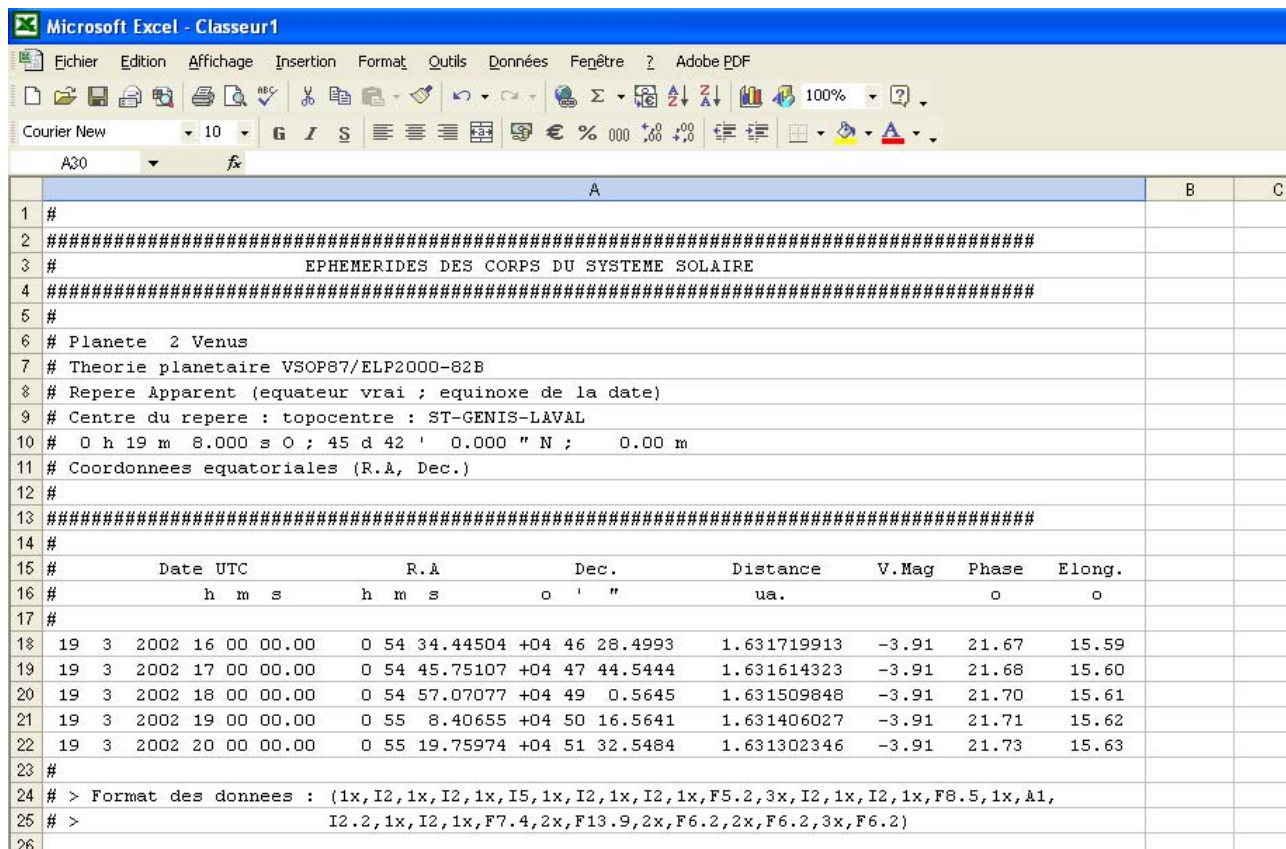 Microsoft Excel - Classeur1
Fichier Edition Affichage Insertion Format Outils Données Fenêtre ? Adobe PDF
100%
Courier New 10 G I S € % 000
A30 fx
A B C
1 #
2 ########################################################################################
3 # EPHEMERIDES DES CORPS DU SYSTEME SOLAIRE
4 ########################################################################################
5 #
6 # Planete 2 Venus
7 # Theorie planetaire VSOP87/ELP2000-82B
8 # Repere Apparent (equateur vrai ; equinoxe de la date)
9 # Centre du repere : topocentre : ST-GENIS-LAVAL
10 # 0 h 19 m 8.000 s O ; 45 d 42 ' 0.000 " N ; 0.00 m
11 # Coordonnees equatoriales (R.A, Dec.)
12 #
13 ########################################################################################
14 #
15 # Date UTC R.A Dec. Distance V.Mag Phase Elong.
16 # h m s h m s o ' " ua. o o
17 #
18 19 3 2002 16 00 00.00 0 54 34.44504 +04 46 28.4993 1.631719913 -3.91 21.67 15.59
19 19 3 2002 17 00 00.00 0 54 45.75107 +04 47 44.5444 1.631614323 -3.91 21.68 15.60
20 19 3 2002 18 00 00.00 0 54 57.07077 +04 49 0.5645 1.631509848 -3.91 21.70 15.61
21 19 3 2002 19 00 00.00 0 55 8.40655 +04 50 16.5641 1.631406027 -3.91 21.71 15.62
22 19 3 2002 20 00 00.00 0 55 19.75974 +04 51 32.5484 1.631302346 -3.91 21.73 15.63
23 #
24 # > Format des donnees : (1x,I2,1x,I2,1x,I5,1x,I2,1x,I2,1x,F5.2,3x,I2,1x,I2,1x,F8.5,1x,A1,
25 # > I2.2,1x,I2,1x,F7.4,2x,F13.9,2x,F6.2,2x,F6.2,3x,F6.2)
26